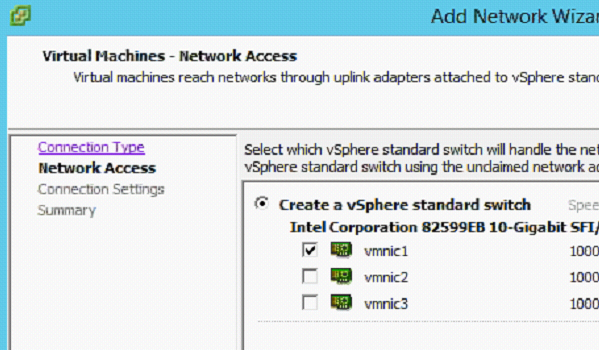 Add Network Wizar
Virtual Machines - Network Access
Virtual machines reach networks through uplink adapters attached to vSphere stand
Connection Type
Network Access
Connection Settings
Summary
Select which vSphere standard switch will handle the net
vSphere standard switch using the unclaimed network ad
Create a vSphere standard switch Spee
Intel Corporation 82599EB 10-Gigabit SFI/
vmnic1 1000
vmnic2 1000
vmnic3 1000